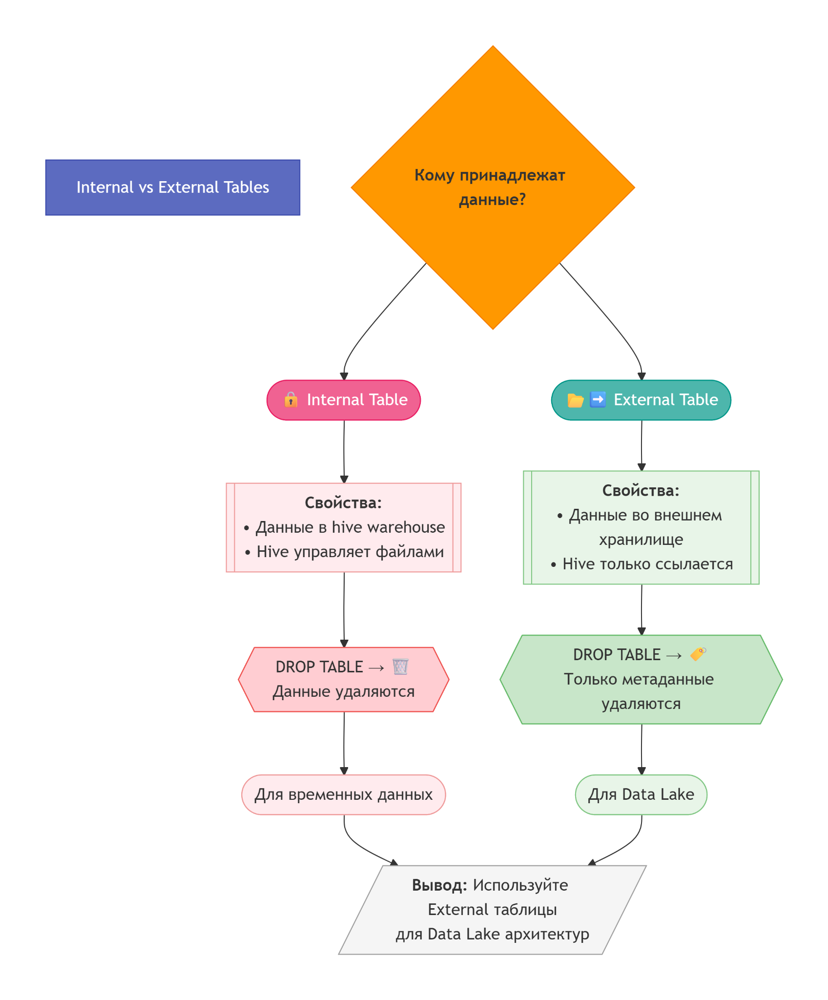 Internal vs External Tables
Кому принадлежат
данные?
🔒 Internal Table
📂➡️ External Table
Свойства:
• Данные в hive warehouse
• Hive управляет файлами
Свойства:
• Данные во внешнем
хранилище
• Hive только ссылается
DROP TABLE → 🗑️
Данные удаляются
DROP TABLE → 🏷️
Только метаданные
удаляются
Для временных данных
Для Data Lake
Вывод: Используйте
External таблицы
для Data Lake архитектур